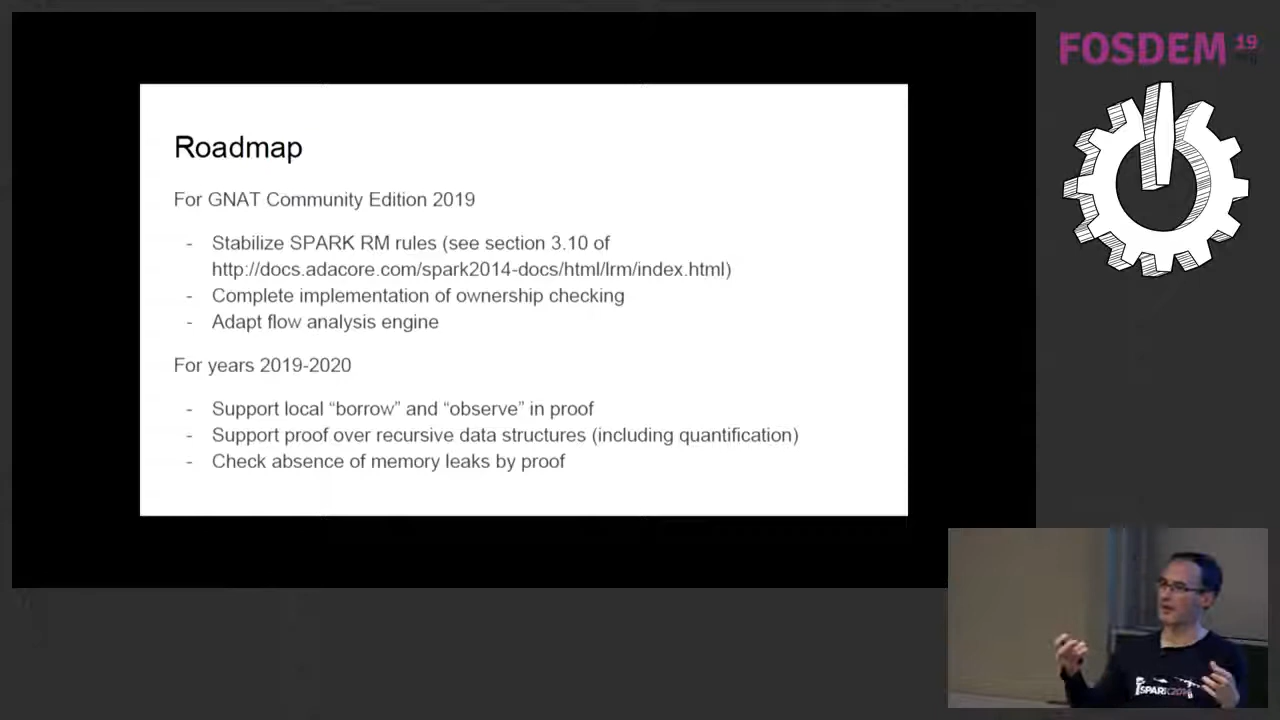 FOSDEM 19
.org
Roadmap
For GNAT Community Edition 2019
- Stabilize SPARK RM rules (see section 3.10 of
http://docs.adacore.com/spark2014-docs/html/lrm/index.html)
- Complete implementation of ownership checking
- Adapt flow analysis engine
For years 2019-2020
- Support local “borrow” and “observe” in proof
- Support proof over recursive data structures (including quantification)
- Check absence of memory leaks by proof
SPARK2014